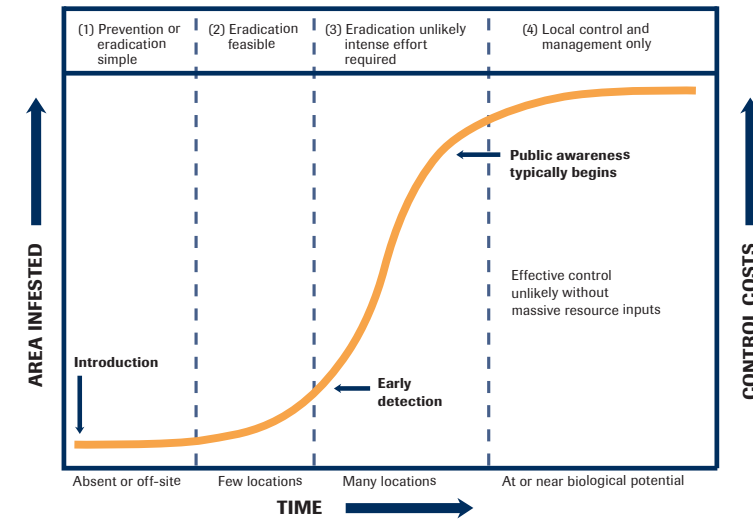 (1) Prevention or
eradication
simple
(2) Eradication
feasible
(3) Eradication unlikely
intense effort
required
(4) Local control and
management only
AREA INFESTED
CONTROL COSTS
Public awareness
typically begins
Effective control
unlikely without
massive resource inputs
Introduction
Early
detection
Absent or off-site
Few locations
Many locations
At or near biological potential
TIME